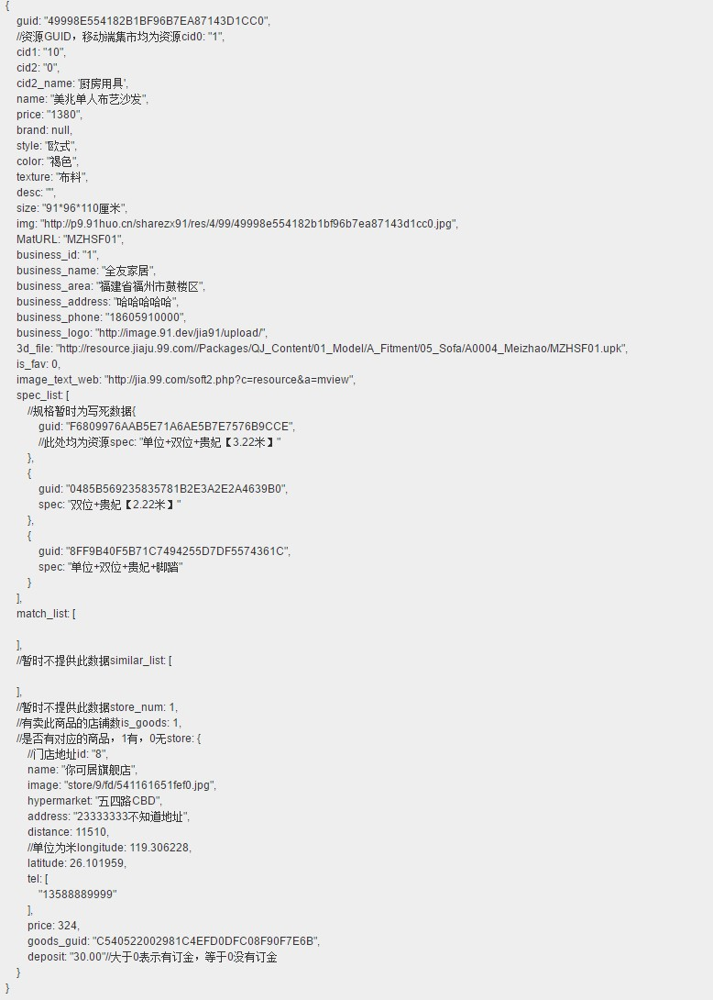 {
guid: "49998E554182B1BF96B7EA87143D1CC0",
//资源GUID，移动端集市均为资源cid0: "1",
cid1: "10",
cid2: "0",
cid2_name: '厨房用具',
name: "美兆单人布艺沙发",
price: "1380",
brand: null,
style: "欧式",
color: "褐色",
texture: "布料",
desc: "",
size: "91*96*110厘米",
img: "http://p9.91huo.cn/sharezx91/res/4/99/49998e554182b1bf96b7ea87143d1cc0.jpg",
MatURL: "MZHSF01",
business_id: "1",
business_name: "全友家居",
business_area: "福建省福州市鼓楼区",
business_address: "哈哈哈哈哈",
business_phone: "18605910000",
business_logo: "http://image.91.dev/jia91/upload/",
3d_file: "http://resource.jiaju.99.com//Packages/QJ_Content/01_Model/A_Fitment/05_Sofa/A0004_Meizhao/MZHSF01.upk",
is_fav: 0,
image_text_web: "http://jia.99.com/soft2.php?c=resource&a=mview",
spec_list: [
//规格暂时为写死数据{
guid: "F6809976AAB5E71A6AE5B7E7576B9CCE",
//此处均为资源spec: "单位+双位+贵妃【3.22米】"
},
{
guid: "0485B569235835781B2E3A2E2A4639B0",
spec: "双位+贵妃【2.22米】"
},
{
guid: "8FF9B40F5B71C7494255D7DF5574361C",
spec: "单位+双位+贵妃+脚踏"
}
],
match_list: [
],
//暂时不提供此数据similar_list: [
],
//暂时不提供此数据store_num: 1,
//有卖此商品的店铺数is_goods: 1,
//是否有对应的商品，1有，0无store: {
//门店地址id: "8",
name: "你可居旗舰店",
image: "store/9/fd/541161651fef0.jpg",
hypermarket: "五四路CBD",
address: "23333333不知道地址",
distance: 11510,
//单位为米longitude: 119.306228,
latitude: 26.101959,
tel: [
"13588889999"
],
price: 324,
goods_guid: "C540522002981C4EFD0DFC08F90F7E6B",
deposit: "30.00"//大于0表示有订金，等于0没有订金
}
}